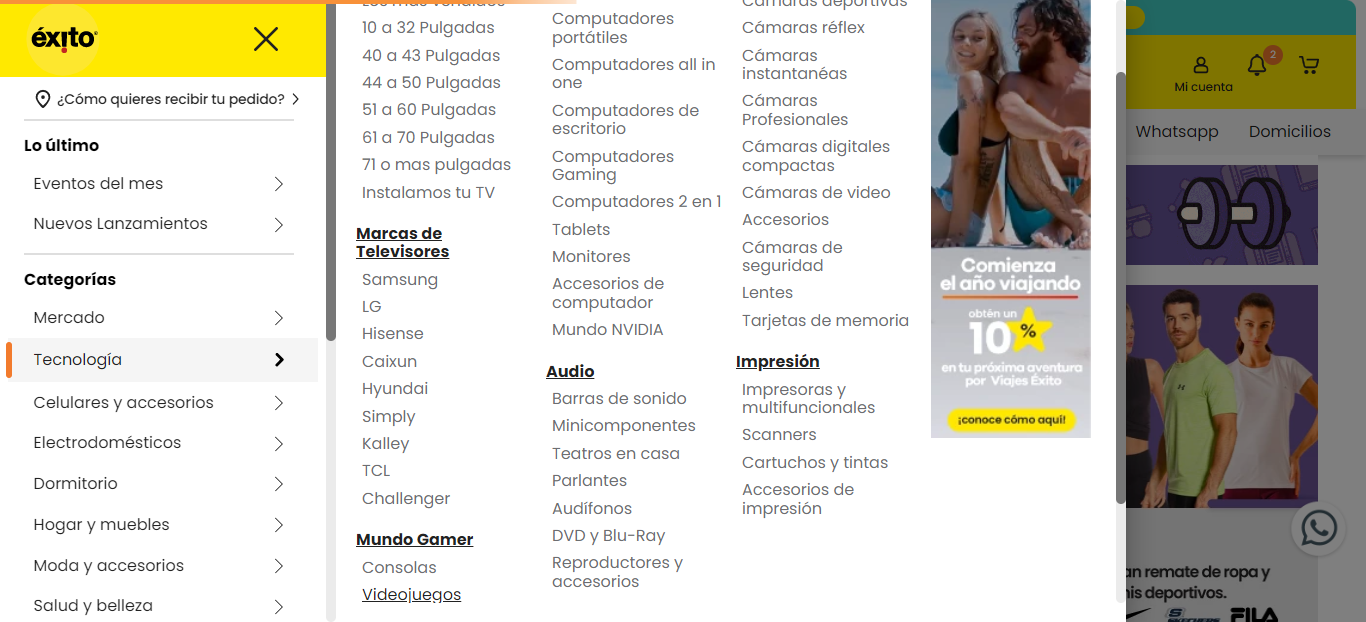 éxito
¿Cómo quieres recibir tu pedido?
Lo último
Eventos del mes
Nuevos Lanzamientos
Categorías
Mercado
Tecnología
Celulares y accesorios
Electrodomésticos
Dormitorio
Hogar y muebles
Moda y accesorios
Salud y belleza
10 a 32 Pulgadas
40 a 43 Pulgadas
44 a 50 Pulgadas
51 a 60 Pulgadas
61 a 70 Pulgadas
71 o mas pulgadas
Instalamos tu TV
Marcas de
Televisores
Samsung
LG
Hisense
Caixun
Hyundai
Simply
Kalley
TCL
Challenger
Mundo Gamer
Consolas
Videojuegos
Computadores
portátiles
Computadores all in
one
Computadores de
escritorio
Computadores
Gaming
Computadores 2 en 1
Tablets
Monitores
Accesorios de
computador
Mundo NVIDIA
Audio
Barras de sonido
Minicomponentes
Teatros en casa
Parlantes
Audífonos
DVD y Blu-Ray
Reproductores y
accesorios
Cámaras deportivas
Cámaras réflex
Cámaras
instantanéas
Cámaras
Profesionales
Cámaras digitales
compactas
Cámaras de video
Accesorios
Cámaras de
seguridad
Lentes
Tarjetas de memoria
Impresión
Impresoras y
multifuncionales
Scanners
Cartuchos y tintas
Accesorios de
impresión
Comienza
el año viajando
obtén un
10%
en tu próxima aventura
por Viajes Éxito
¡conoce cómo aquí!
Mi cuenta
2
Whatsapp
Domicilios
an remate de ropa y
nis deportivos.
SKECHERS
FILA